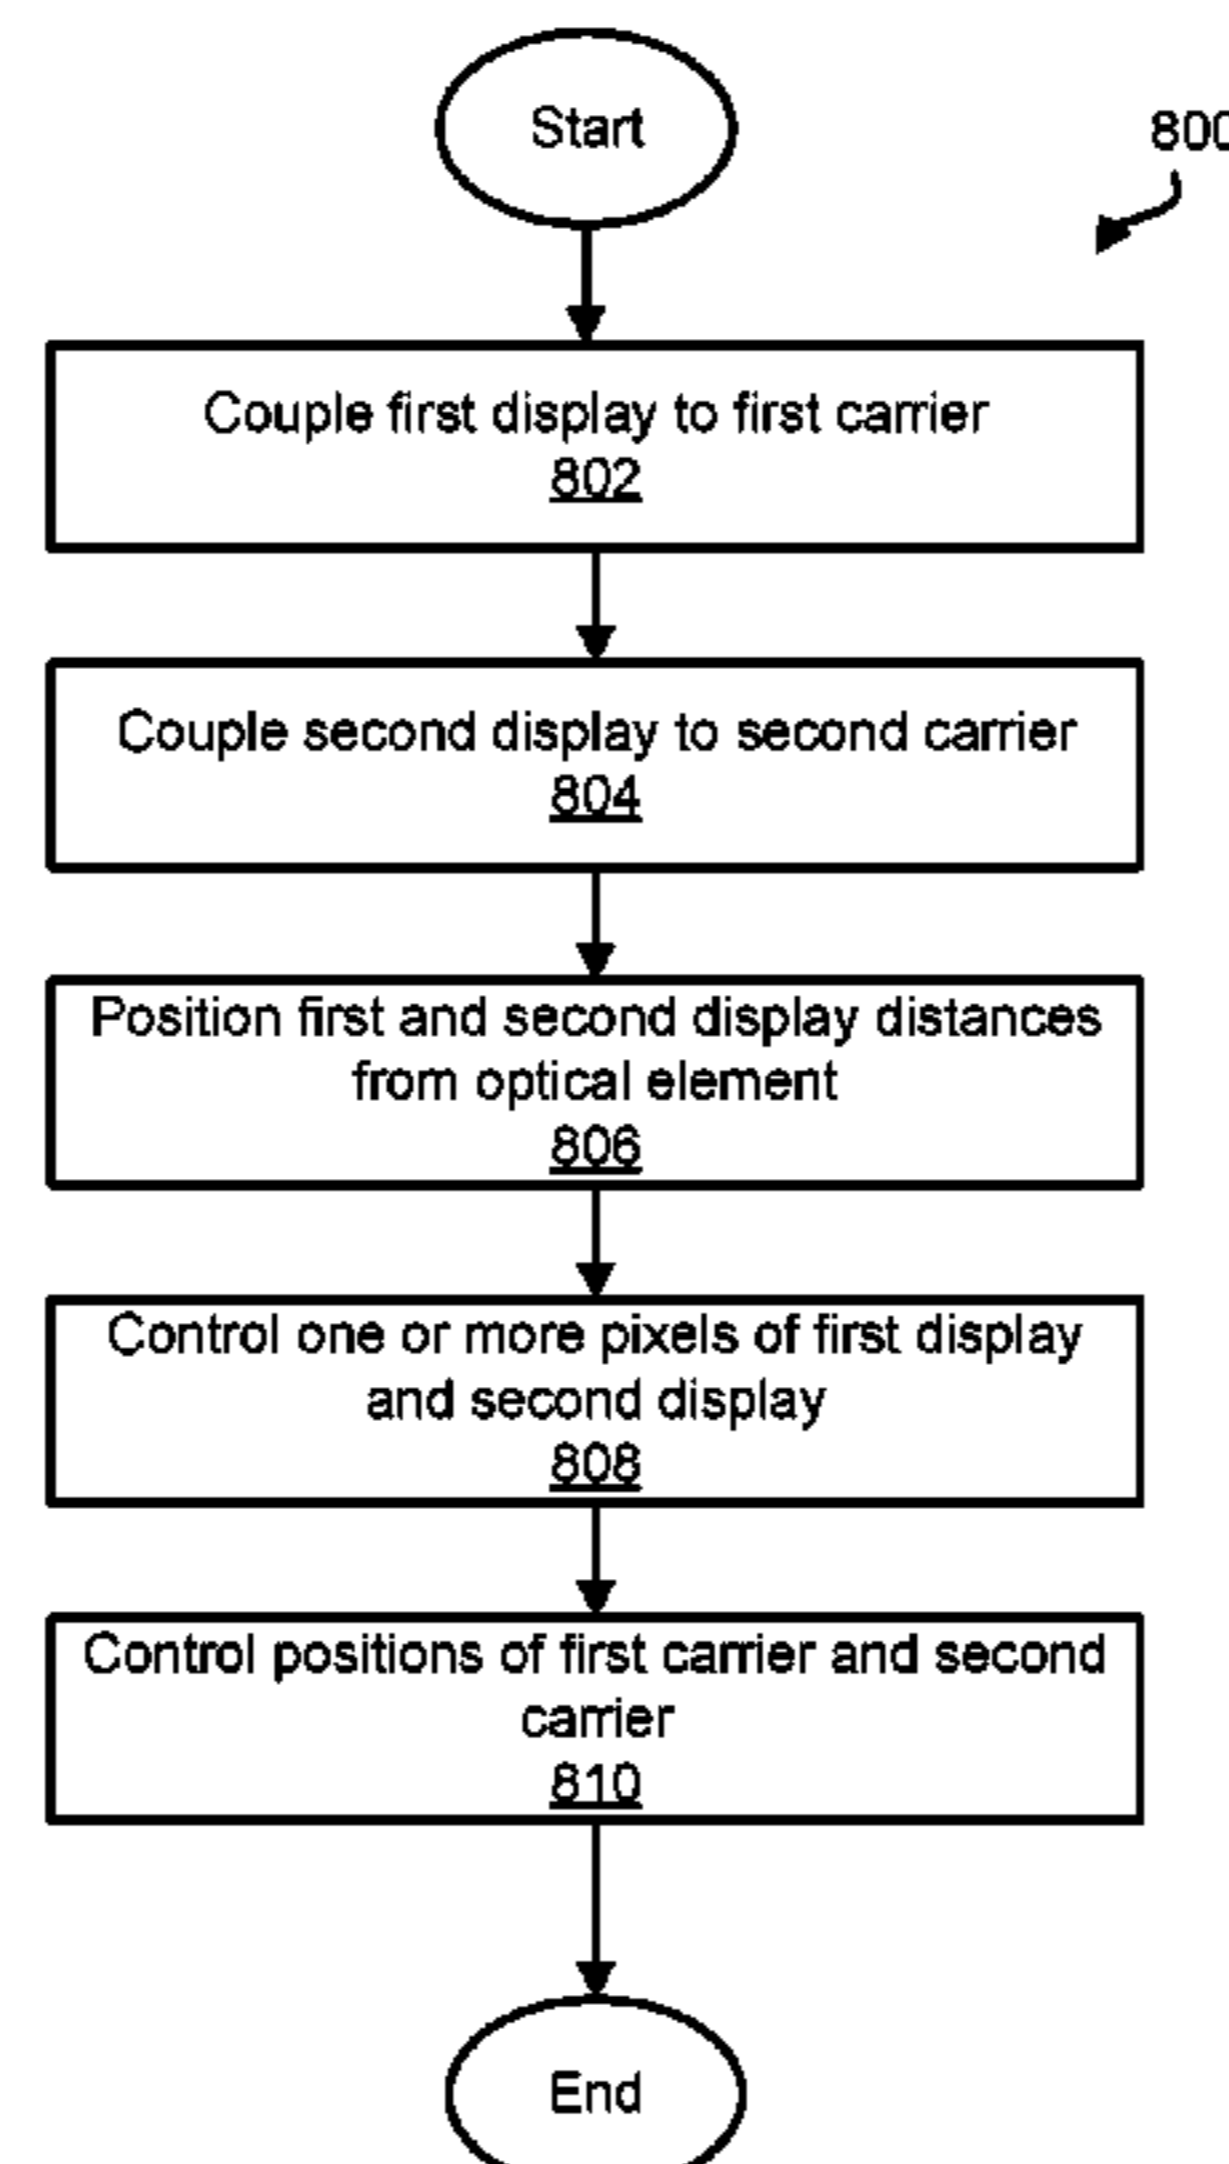 Start
800
Couple first display to first carrier
802
Couple second display to second carrier
804
Position first and second display distances
from optical element
806
Control one or more pixels of first display
and second display
808
Control positions of first carrier and second
carrier
810
End